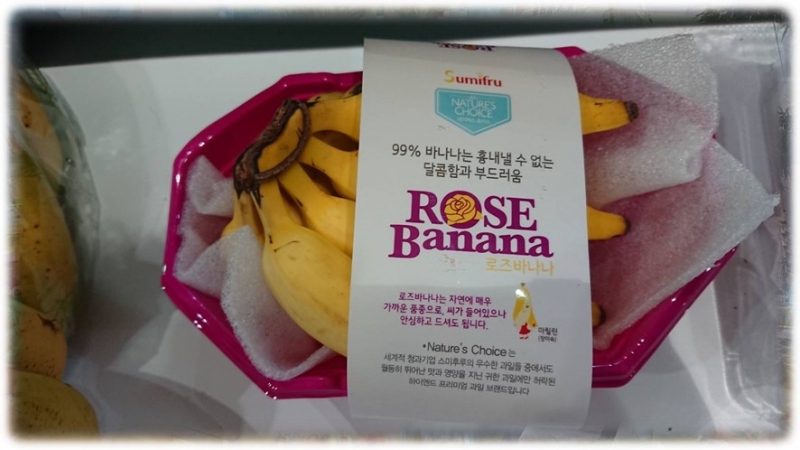 Sumifru
NATURE'S
CHOICE
99% 바나나는 흉내낼 수 없는
달콤함과 부드러움
ROSE
Banana
로즈바나나
로즈바나나는 자연에 매우
가까운 품종으로, 씨가 들어있으나
안심하고 드셔도 됩니다.
마틸린
*Nature's Choice는
세계적 청과기업 스미후루의 우수한 과일들 중에서도
월등히 뛰어난 맛과 영양을 지닌 귀한 과일에만 허락된
하이엔드 프리미엄 과일 브랜드입니다